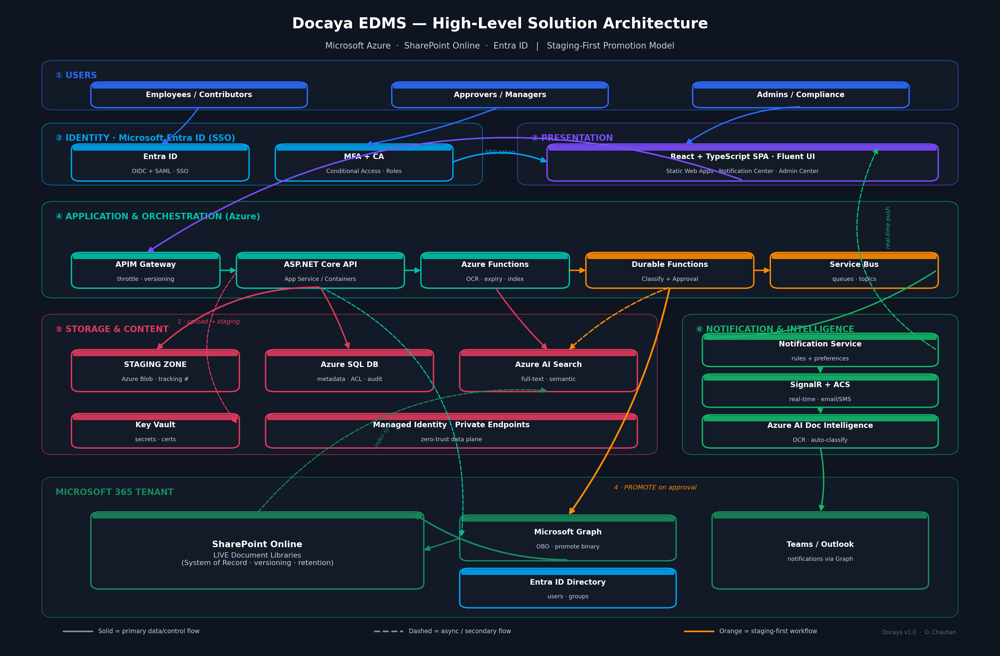 Docaya EDMS — High-Level Solution Architecture
Microsoft Azure · SharePoint Online · Entra ID | Staging-First Promotion Model
① USERS
Employees / Contributors
Approvers / Managers
Admins / Compliance
② IDENTITY · Microsoft Entra ID (SSO)
Entra ID
OIDC + SAML · SSO
MFA + CA
Conditional Access · Roles
SSO token
③ PRESENTATION
React + TypeScript SPA · Fluent UI
Static Web Apps · Notification Center · Admin Center
④ APPLICATION & ORCHESTRATION (Azure)
real-time push
APIM Gateway
throttle · versioning
ASP.NET Core API
App Service / Containers
Azure Functions
OCR · expiry · index
Durable Functions
Classify + Approval
Service Bus
queues · topics
⑤ STORAGE & CONTENT
1 · upload ↔ staging
STAGING ZONE
Azure Blob · tracking #
Azure SQL DB
metadata · ACL · audit
Azure AI Search
full-text · semantic
Key Vault
secrets · certs
Managed Identity · Private Endpoints
zero-trust data plane
index sync
⑥ NOTIFICATION & INTELLIGENCE
Notification Service
rules + preferences
SignalR + ACS
real-time · email/SMS
Azure AI Doc Intelligence
OCR · auto-classify
MICROSOFT 365 TENANT
4 · PROMOTE on approval
SharePoint Online
LIVE Document Libraries
(System of Record · versioning · retention)
Microsoft Graph
OBO · promote binary
Entra ID Directory
users · groups
Teams / Outlook
notifications via Graph
Solid = primary data/control flow
Dashed = async / secondary flow
Orange = staging-first workflow
Docaya v1.0 · O. Chauhan